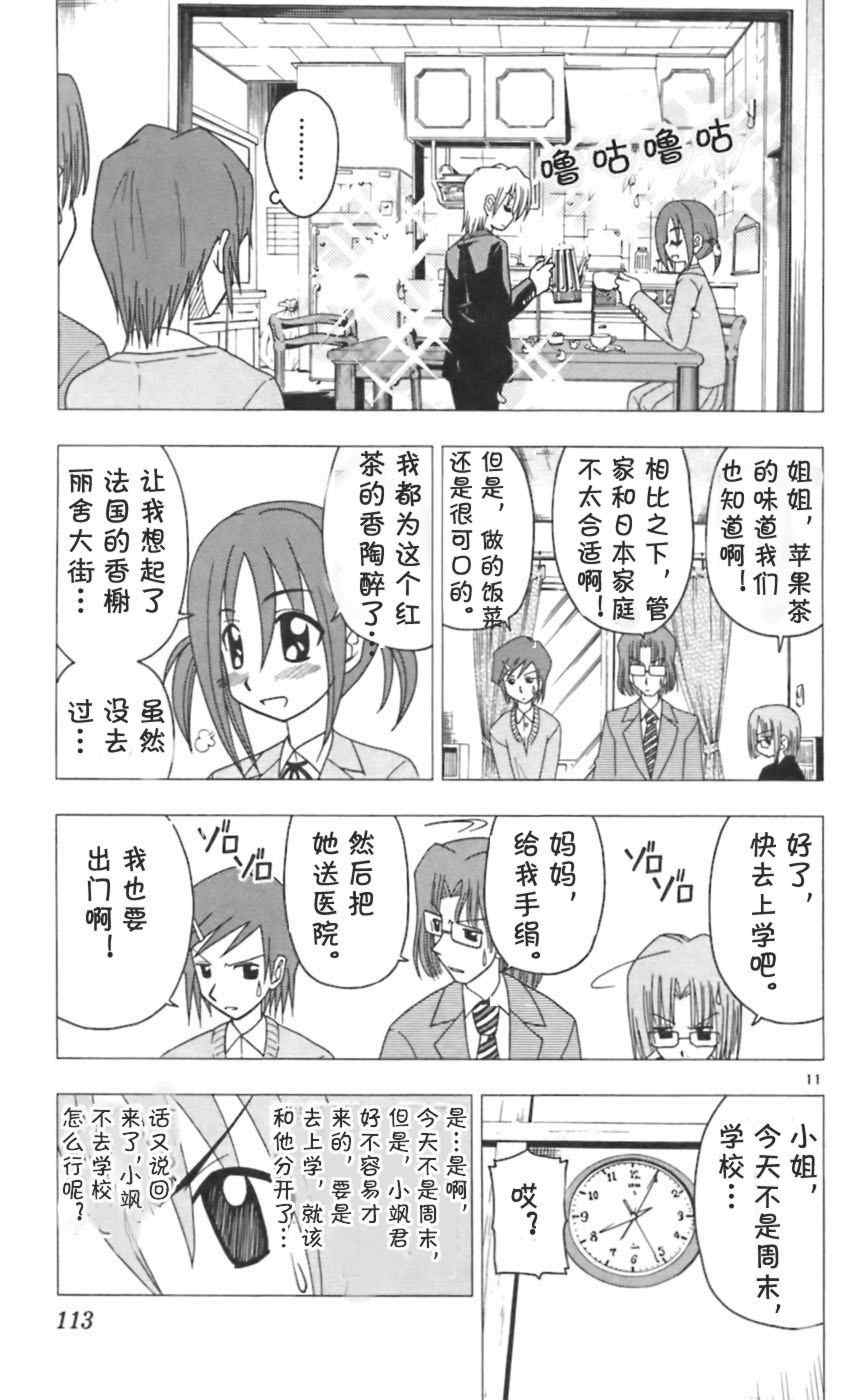 ………
噜咕噜咕
姐姐，苹果茶
的味道我们
也知道啊！
相比之下，管
家和日本家庭
不太合适啊！
但是，做的饭菜
还是很可口的。
我都为这个红
茶的香陶醉了…
让我想起了
法国的香榭
丽舍大街…
虽然
没去
过…
好了，
快去上学吧。
ゾロ
ゾロ
妈妈，
给我手绢。
然后把
她送医院。
ゾロ
ゾロ
我也要
出门啊！
11
小姐，
今天不是周末，
学校…
哎？
是…是啊，
今天不是周末，
但是，小飒君
好不容易才
来的，要是
去上学，就该
和他分开了…
话又说回
来了，小飒
不去学校
怎么行呢？
113